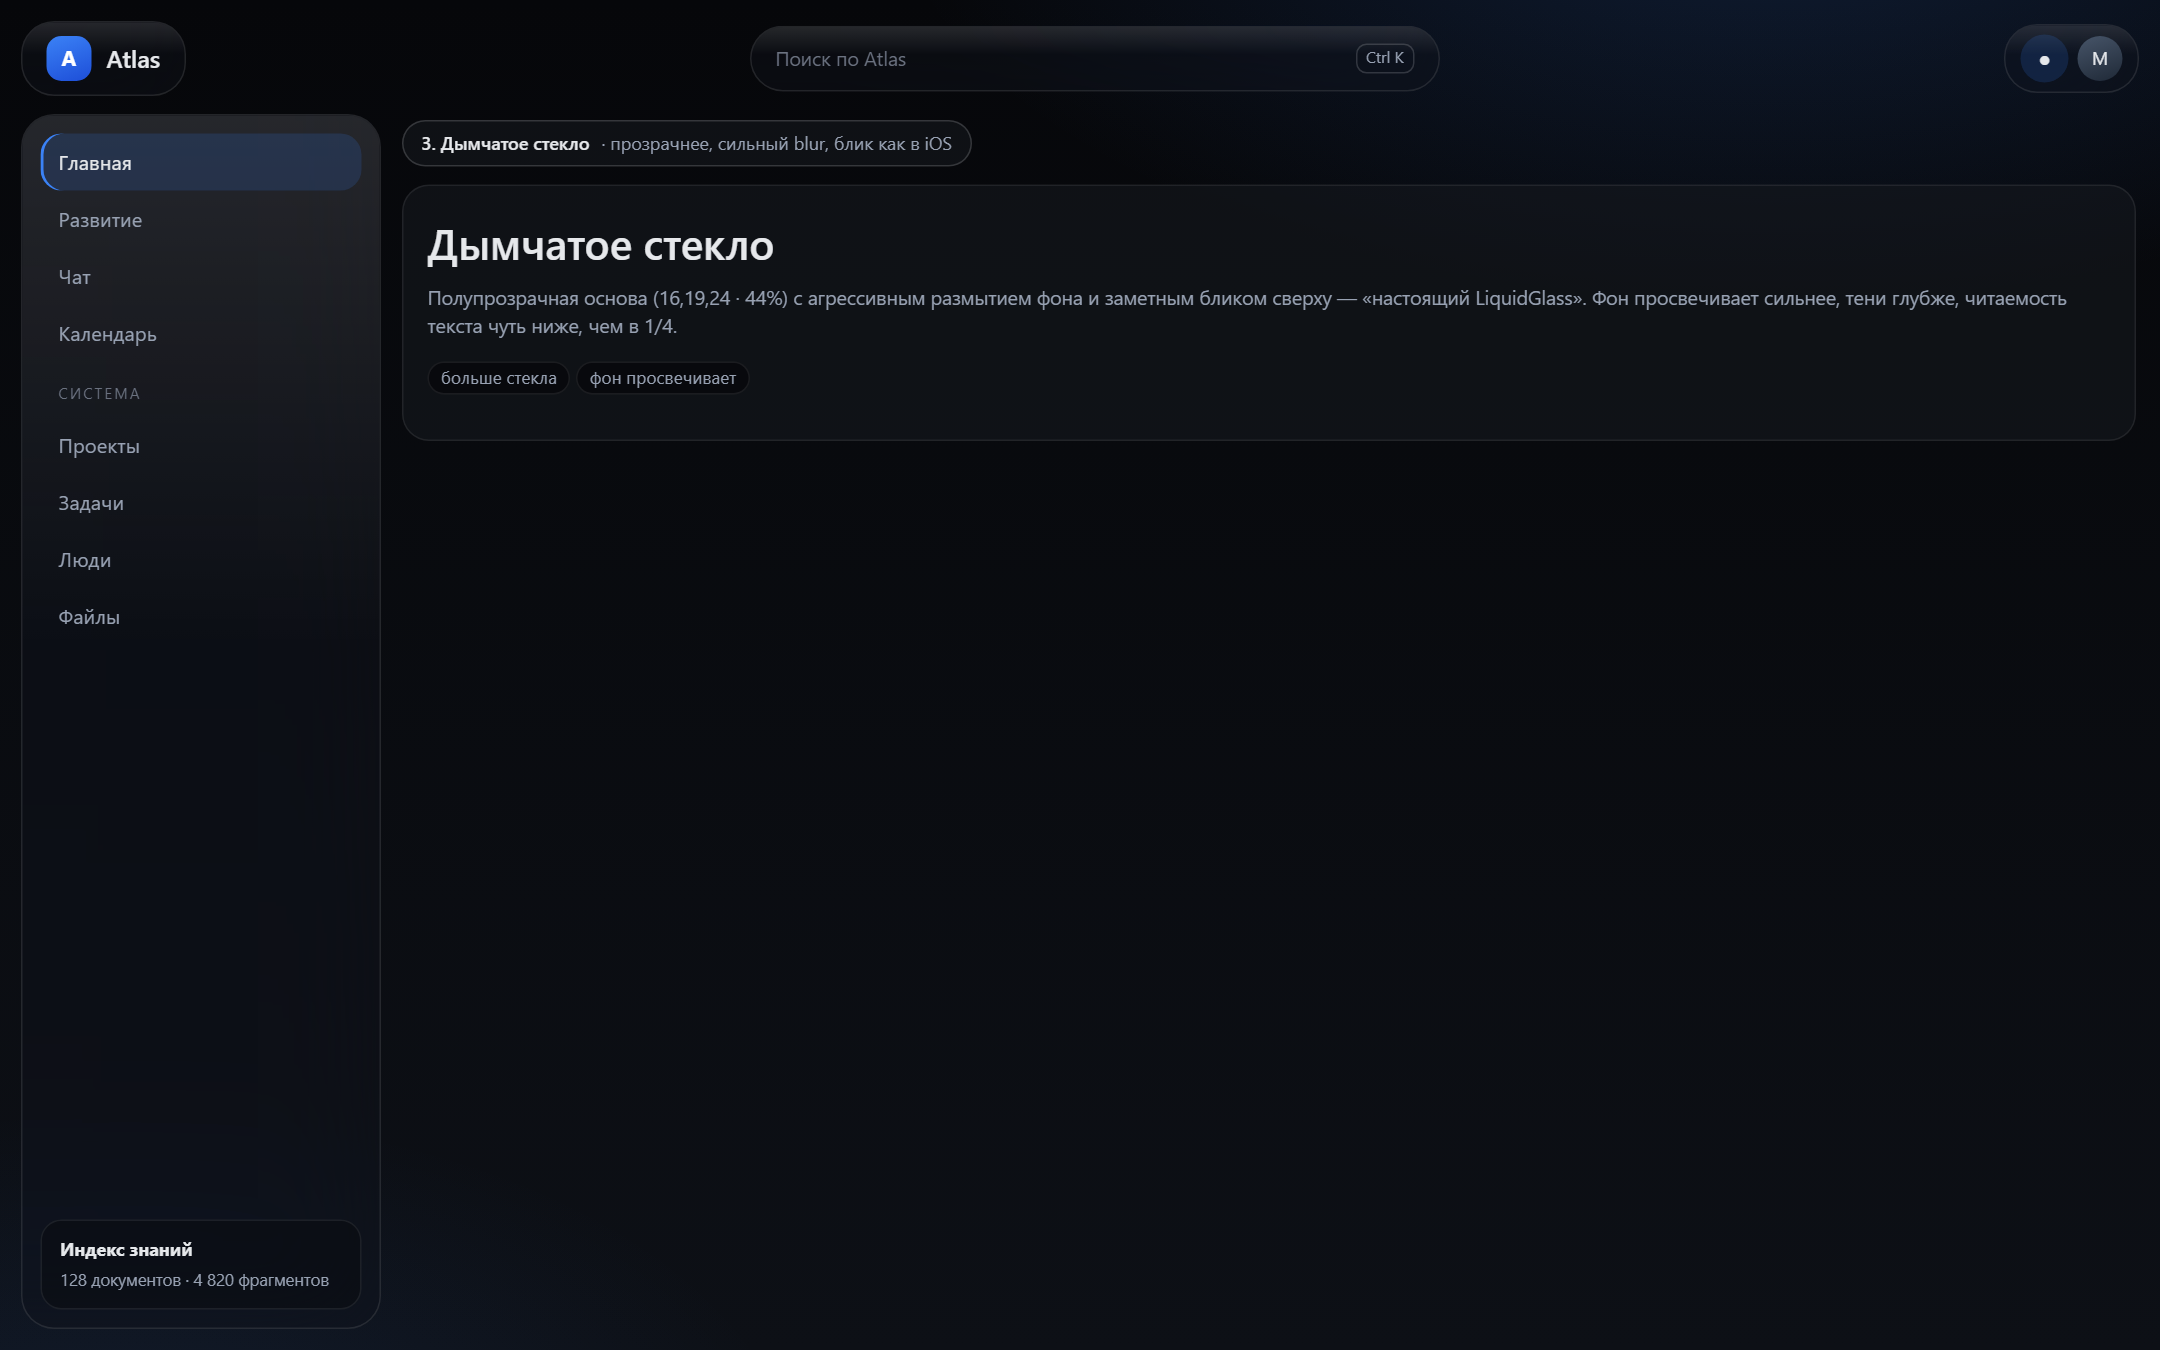 A Atlas
Поиск по Atlas
Ctrl K
M
Главная
Развитие
Чат
Календарь
СИСТЕМА
Проекты
Задачи
Люди
Файлы
Индекс знаний
128 документов · 4 820 фрагментов
3. Дымчатое стекло · прозрачнее, сильный blur, блик как в iOS
Дымчатое стекло
Полупрозрачная основа (16,19,24 · 44%) с агрессивным размытием фона и заметным бликом сверху — «настоящий LiquidGlass». Фон просвечивает сильнее, тени глубже, читаемость
текста чуть ниже, чем в 1/4.
больше стекла
фон просвечивает